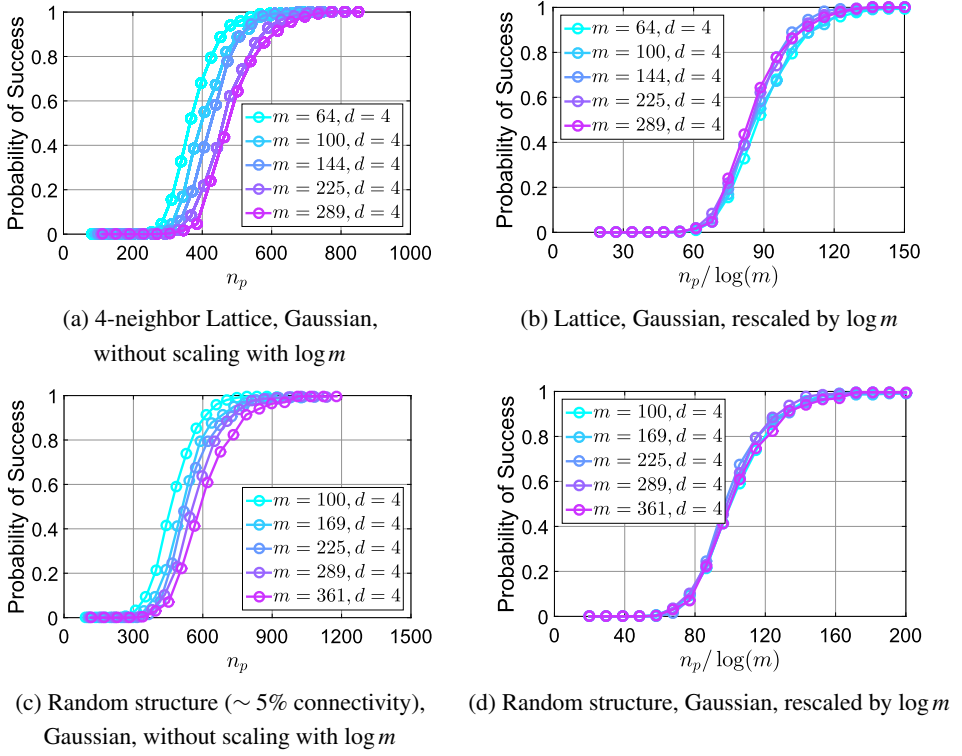 Probability of Success
1
0.8
0.6
0.4
0.2
0
m = 64, d = 4
m = 100, d = 4
m = 144, d = 4
m = 225, d = 4
m = 289, d = 4
0 200 400 600 800 1000
n_p
(a) 4-neighbor Lattice, Gaussian,
without scaling with log m
Probability of Success
1
0.8
0.6
0.4
0.2
0
m = 64, d = 4
m = 100, d = 4
m = 144, d = 4
m = 225, d = 4
m = 289, d = 4
0 30 60 90 120 150
n_p / log(m)
(b) Lattice, Gaussian, rescaled by log m
Probability of Success
1
0.8
0.6
0.4
0.2
0
m = 100, d = 4
m = 169, d = 4
m = 225, d = 4
m = 289, d = 4
m = 361, d = 4
0 300 600 900 1200 1500
n_p
(c) Random structure (∼ 5% connectivity),
Gaussian, without scaling with log m
Probability of Success
1
0.8
0.6
0.4
0.2
0
m = 100, d = 4
m = 169, d = 4
m = 225, d = 4
m = 289, d = 4
m = 361, d = 4
0 40 80 120 160 200
n_p / log(m)
(d) Random structure, Gaussian, rescaled by log m